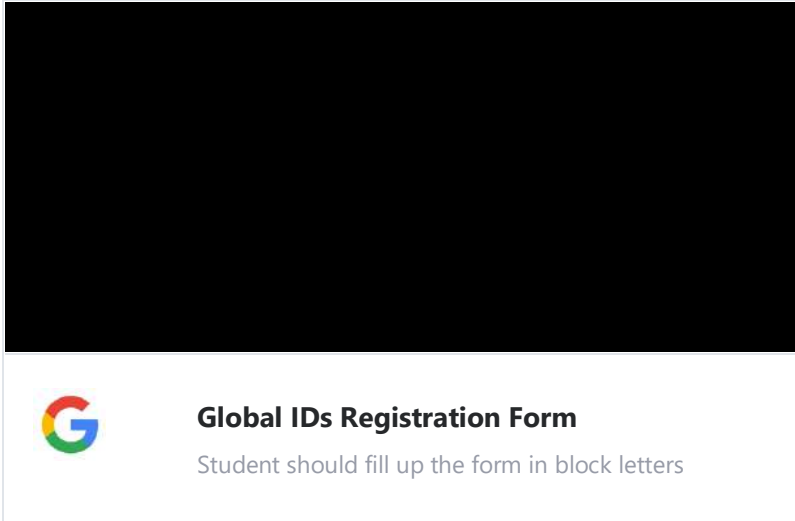 Global IDs Registration Form
Student should fill up the form in block letters